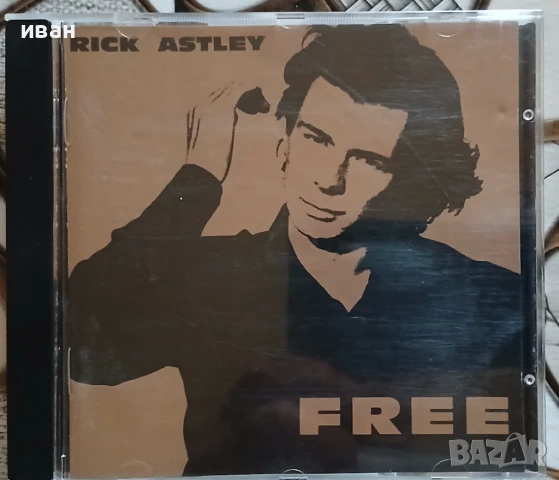 иван
RICK ASTLEY
FREE
BAZAR